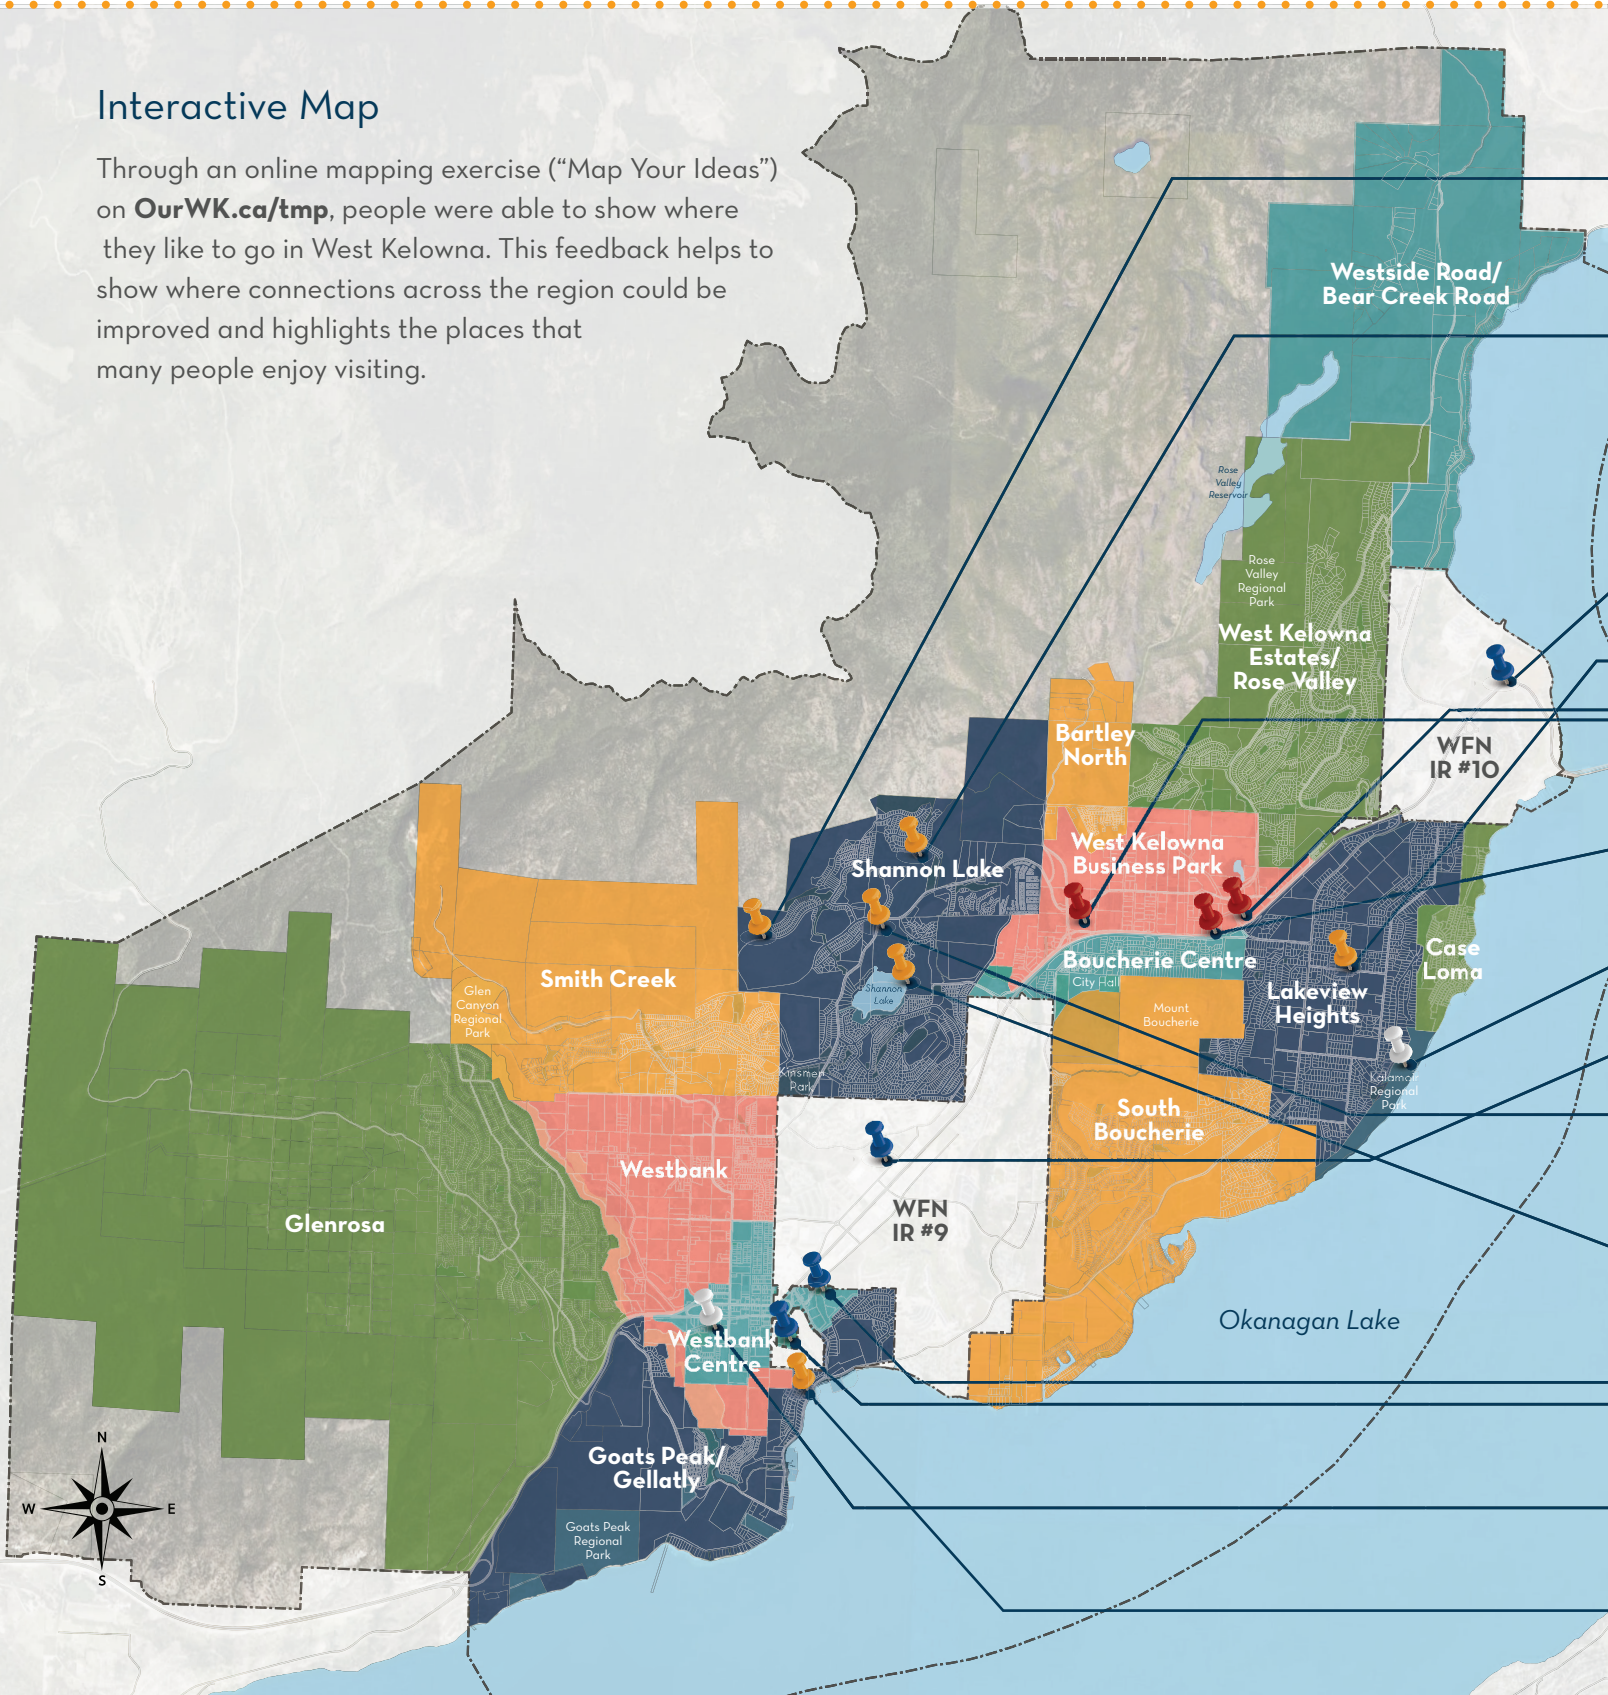 Interactive Map
Through an online mapping exercise (“Map Your Ideas”)
on OurWK.ca/tmp, people were able to show where
they like to go in West Kelowna. This feedback helps to
show where connections across the region could be
improved and highlights the places that
many people enjoy visiting.
Westside Road/
Bear Creek Road
Rose
Valley
Reservoir
Rose
Valley
Regional
Park
West Kelowna
Estates/
Rose Valley
Bartley
North
WFN
IR #10
West Kelowna
Business Park
Shannon Lake
Smith Creek
Glen
Canyon
Regional
Park
Shannon
Lake
Boucherie Centre
City Hall
Case
Loma
Lakeview
Heights
Mount
Boucherie
Kinsmen
Park
Kalamoir
Regional
Park
South
Boucherie
Westbank
Glenrosa
WFN
IR #9
Okanagan Lake
Westbank
Centre
Goats Peak/
Gellatly
Goats Peak
Regional
Park
N
W
E
S